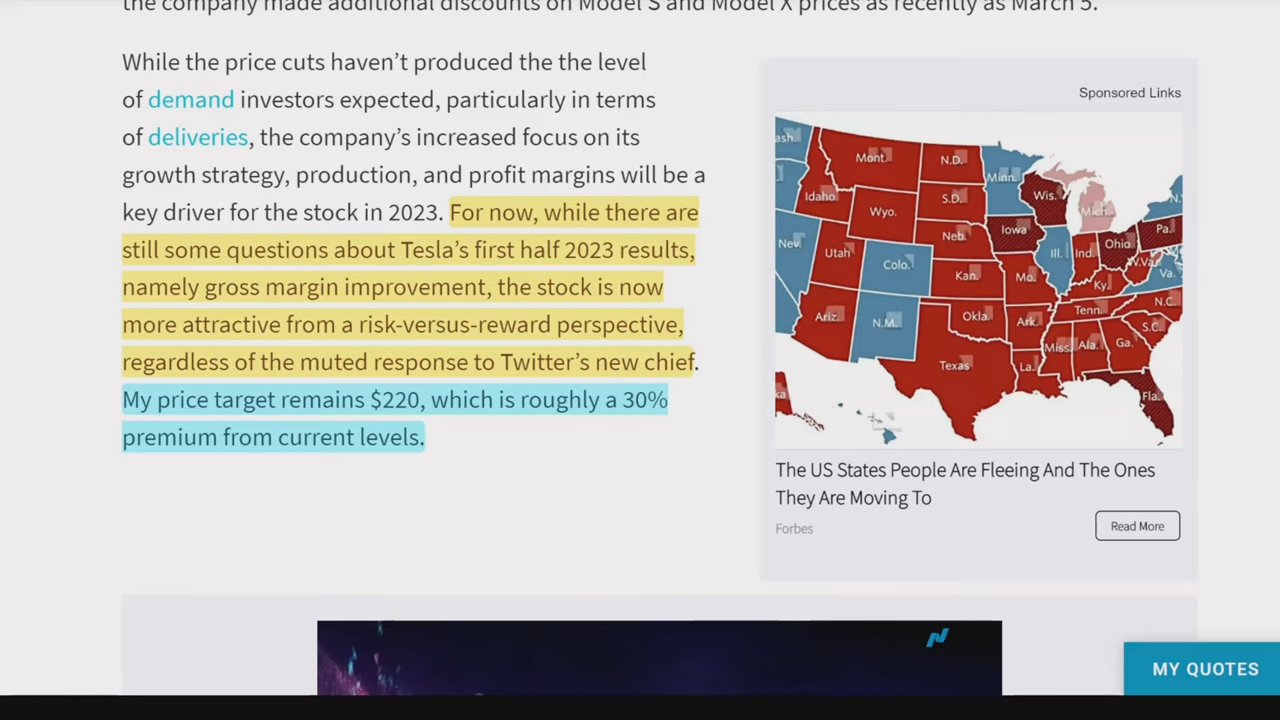 the company made additional discounts on Model S and Model X prices as recently as March 5.
While the price cuts haven’t produced the the level
of demand investors expected, particularly in terms
of deliveries, the company’s increased focus on its
growth strategy, production, and profit margins will be a
key driver for the stock in 2023. For now, while there are
still some questions about Tesla’s first half 2023 results,
namely gross margin improvement, the stock is now
more attractive from a risk-versus-reward perspective,
regardless of the muted response to Twitter’s new chief.
My price target remains $220, which is roughly a 30%
premium from current levels.
Sponsored Links
ash.
Mont.
N.D.
Minn.
Idaho
Wyo.
S.D.
Wis.
Mich.
N.
Nev.
Utah
Colo.
Neb.
Iowa
Ill.
Ind.
Ohio
Pa.
Kan.
Mo.
Ky.
W.Va.
Va.
Ariz.
N.M.
Okla.
Ark.
Tenn.
N.C.
S.C.
Texas
La.
Miss.
Ala.
Ga.
Fla.
ka
The US States People Are Fleeing And The Ones
They Are Moving To
Forbes
Read More
MY QUOTES